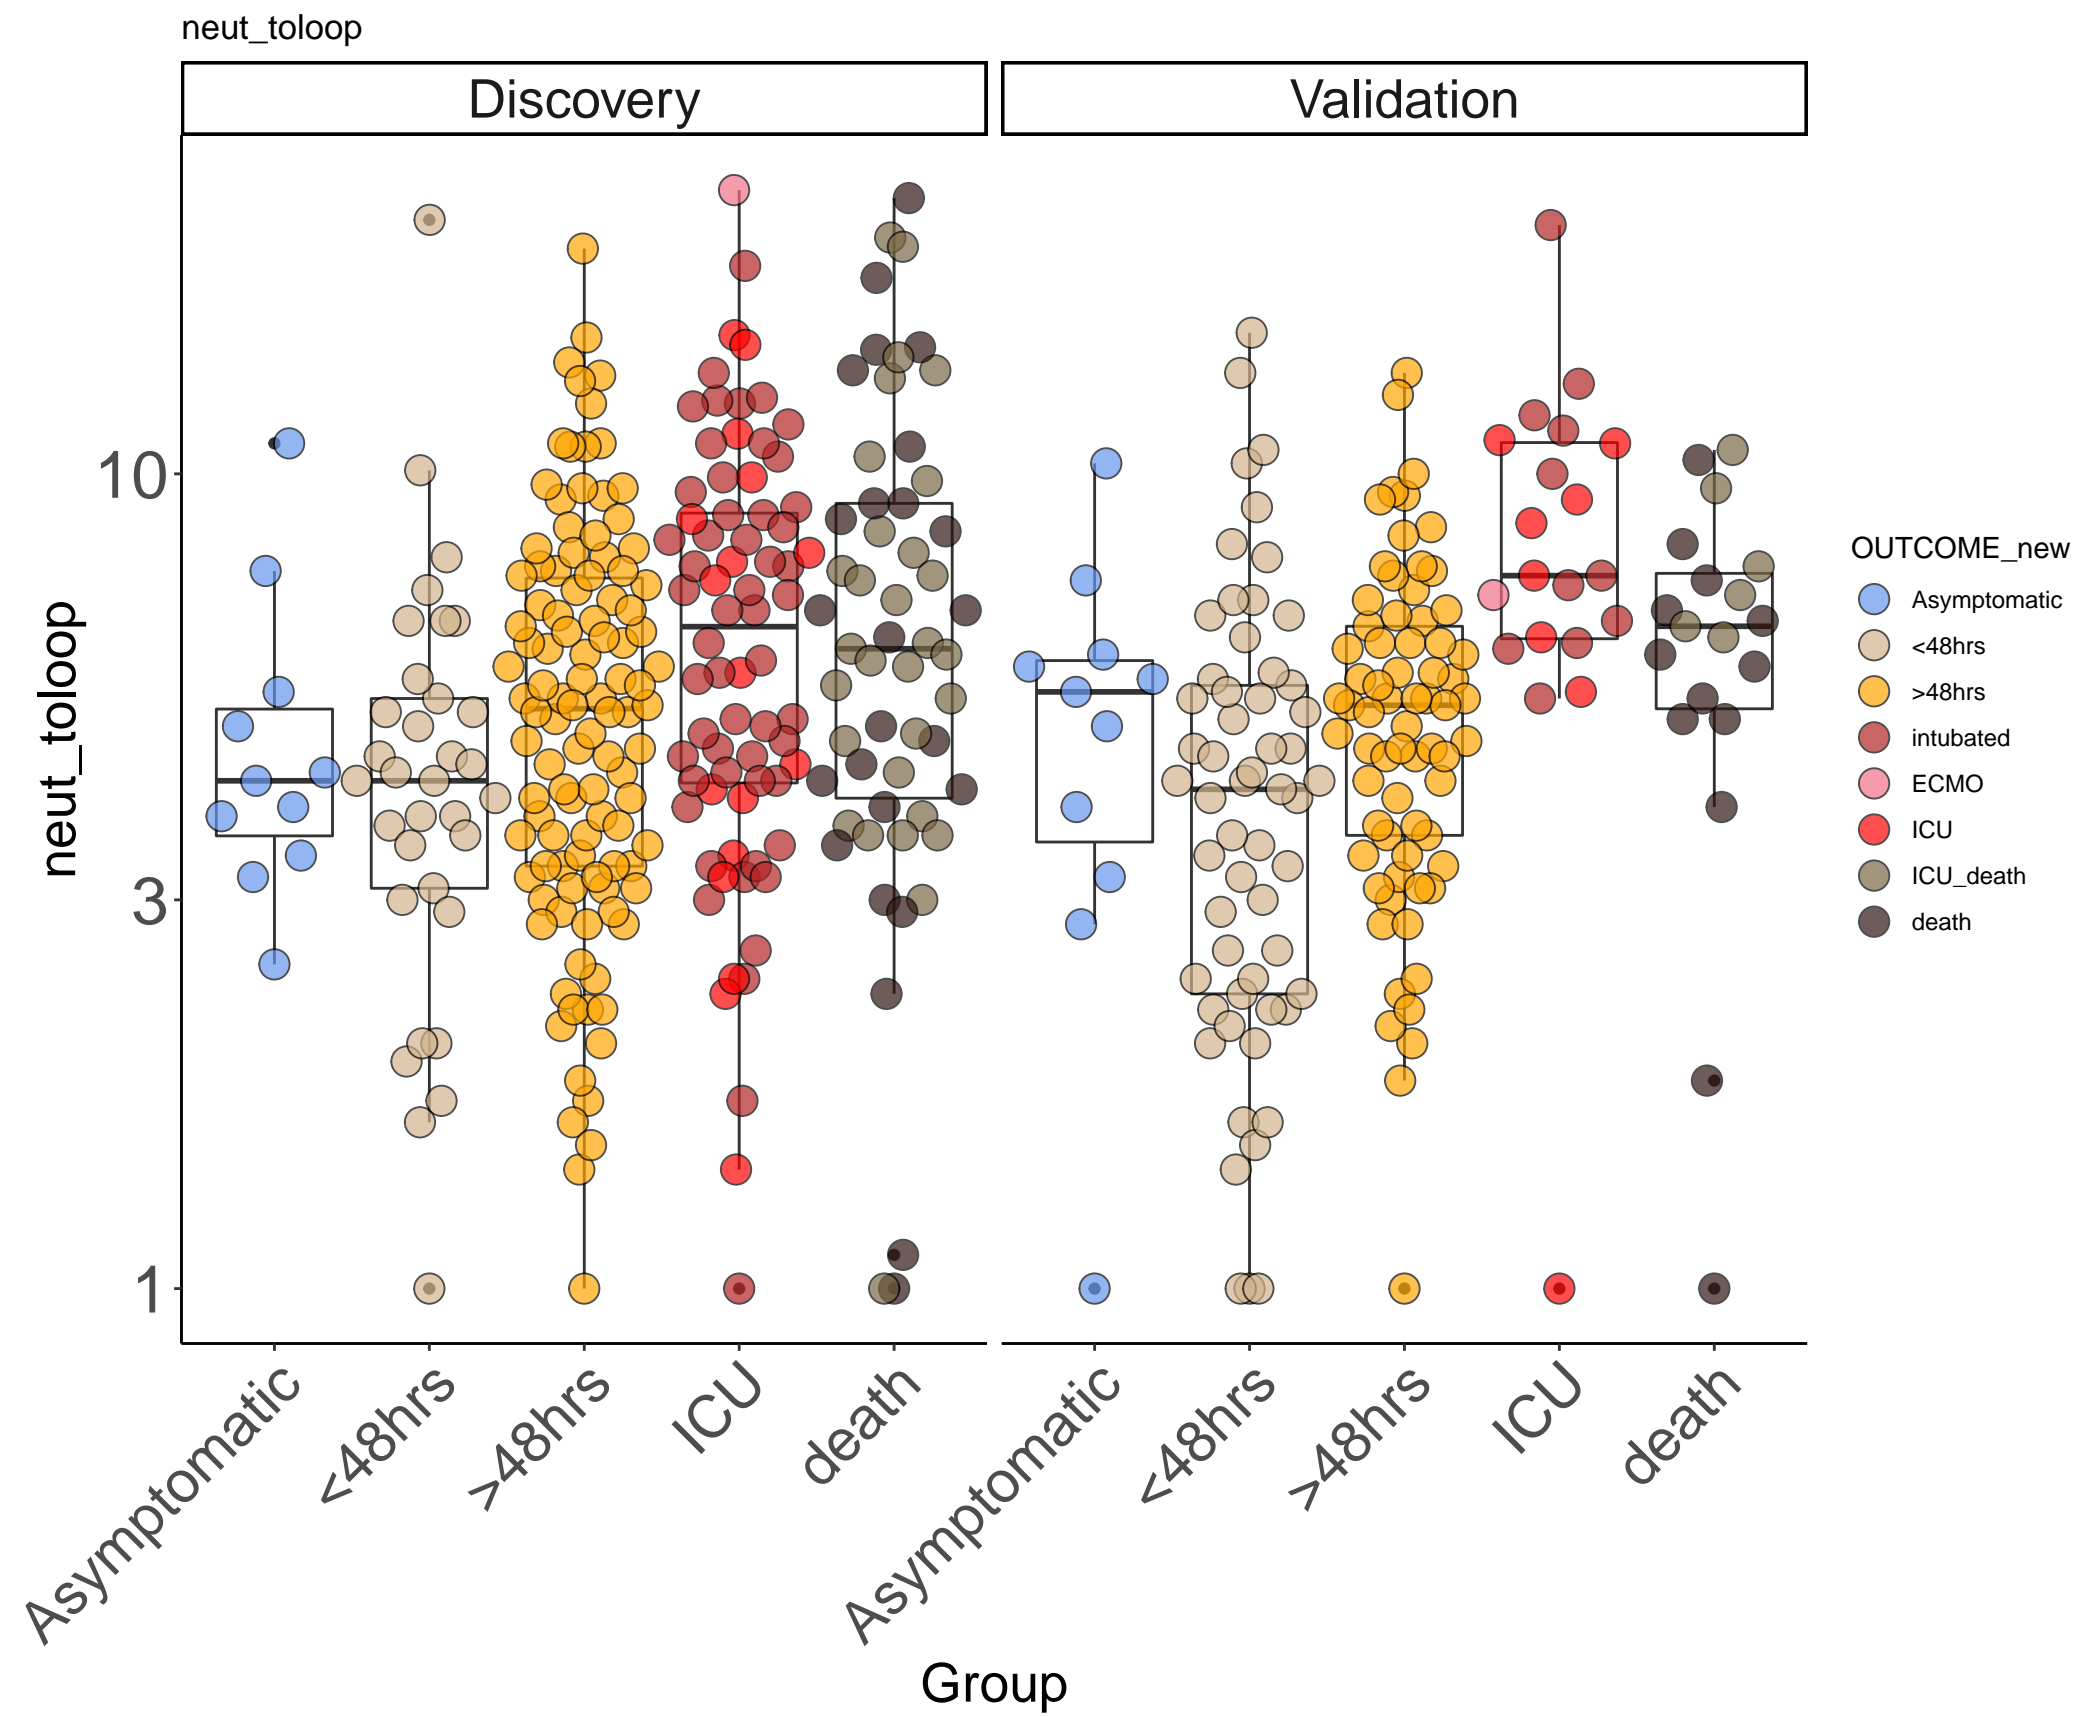 neut_toloop
Discovery
Validation
neut_toloop
10
3
1
Asymptomatic
<48hrs
>48hrs
ICU
death
Asymptomatic
<48hrs
>48hrs
ICU
death
Group
OUTCOME_new
Asymptomatic
<48hrs
>48hrs
intubated
ECMO
ICU
ICU_death
death